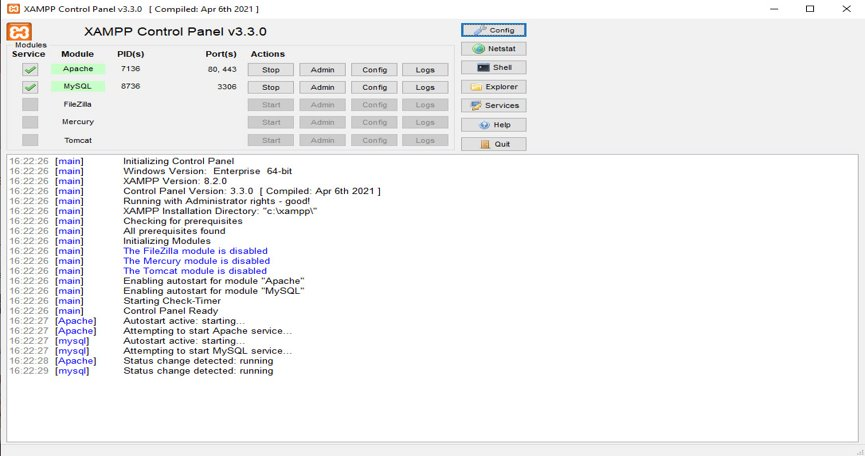 XAMPP Control Panel v3.3.0 [ Compiled: Apr 6th 2021 ]
XAMPP Control Panel v3.3.0
Config
Modules
Service Module PID(s) Port(s) Actions
Netstat
Apache 7136 80, 443 Stop Admin Config Logs
Shell
MySQL 8736 3306 Stop Admin Config Logs
Explorer
FileZilla Start Admin Config Logs
Services
Mercury Start Admin Config Logs
Help
Tomcat Start Admin Config Logs
Quit
16:22:26 [main] Initializing Control Panel
16:22:26 [main] Windows Version: Enterprise 64-bit
16:22:26 [main] XAMPP Version: 8.2.0
16:22:26 [main] Control Panel Version: 3.3.0 [ Compiled: Apr 6th 2021 ]
16:22:26 [main] Running with Administrator rights - good!
16:22:26 [main] XAMPP Installation Directory: "c:\xampp\"
16:22:26 [main] Checking for prerequisites
16:22:26 [main] All prerequisites found
16:22:26 [main] Initializing Modules
16:22:26 [main] The FileZilla module is disabled
16:22:26 [main] The Mercury module is disabled
16:22:26 [main] The Tomcat module is disabled
16:22:26 [main] Enabling autostart for module "Apache"
16:22:26 [main] Enabling autostart for module "MySQL"
16:22:26 [main] Starting Check-Timer
16:22:26 [main] Control Panel Ready
16:22:27 [Apache] Autostart active: starting...
16:22:27 [Apache] Attempting to start Apache service...
16:22:27 [mysql] Autostart active: starting...
16:22:27 [mysql] Attempting to start MySQL service...
16:22:28 [Apache] Status change detected: running
16:22:29 [mysql] Status change detected: running